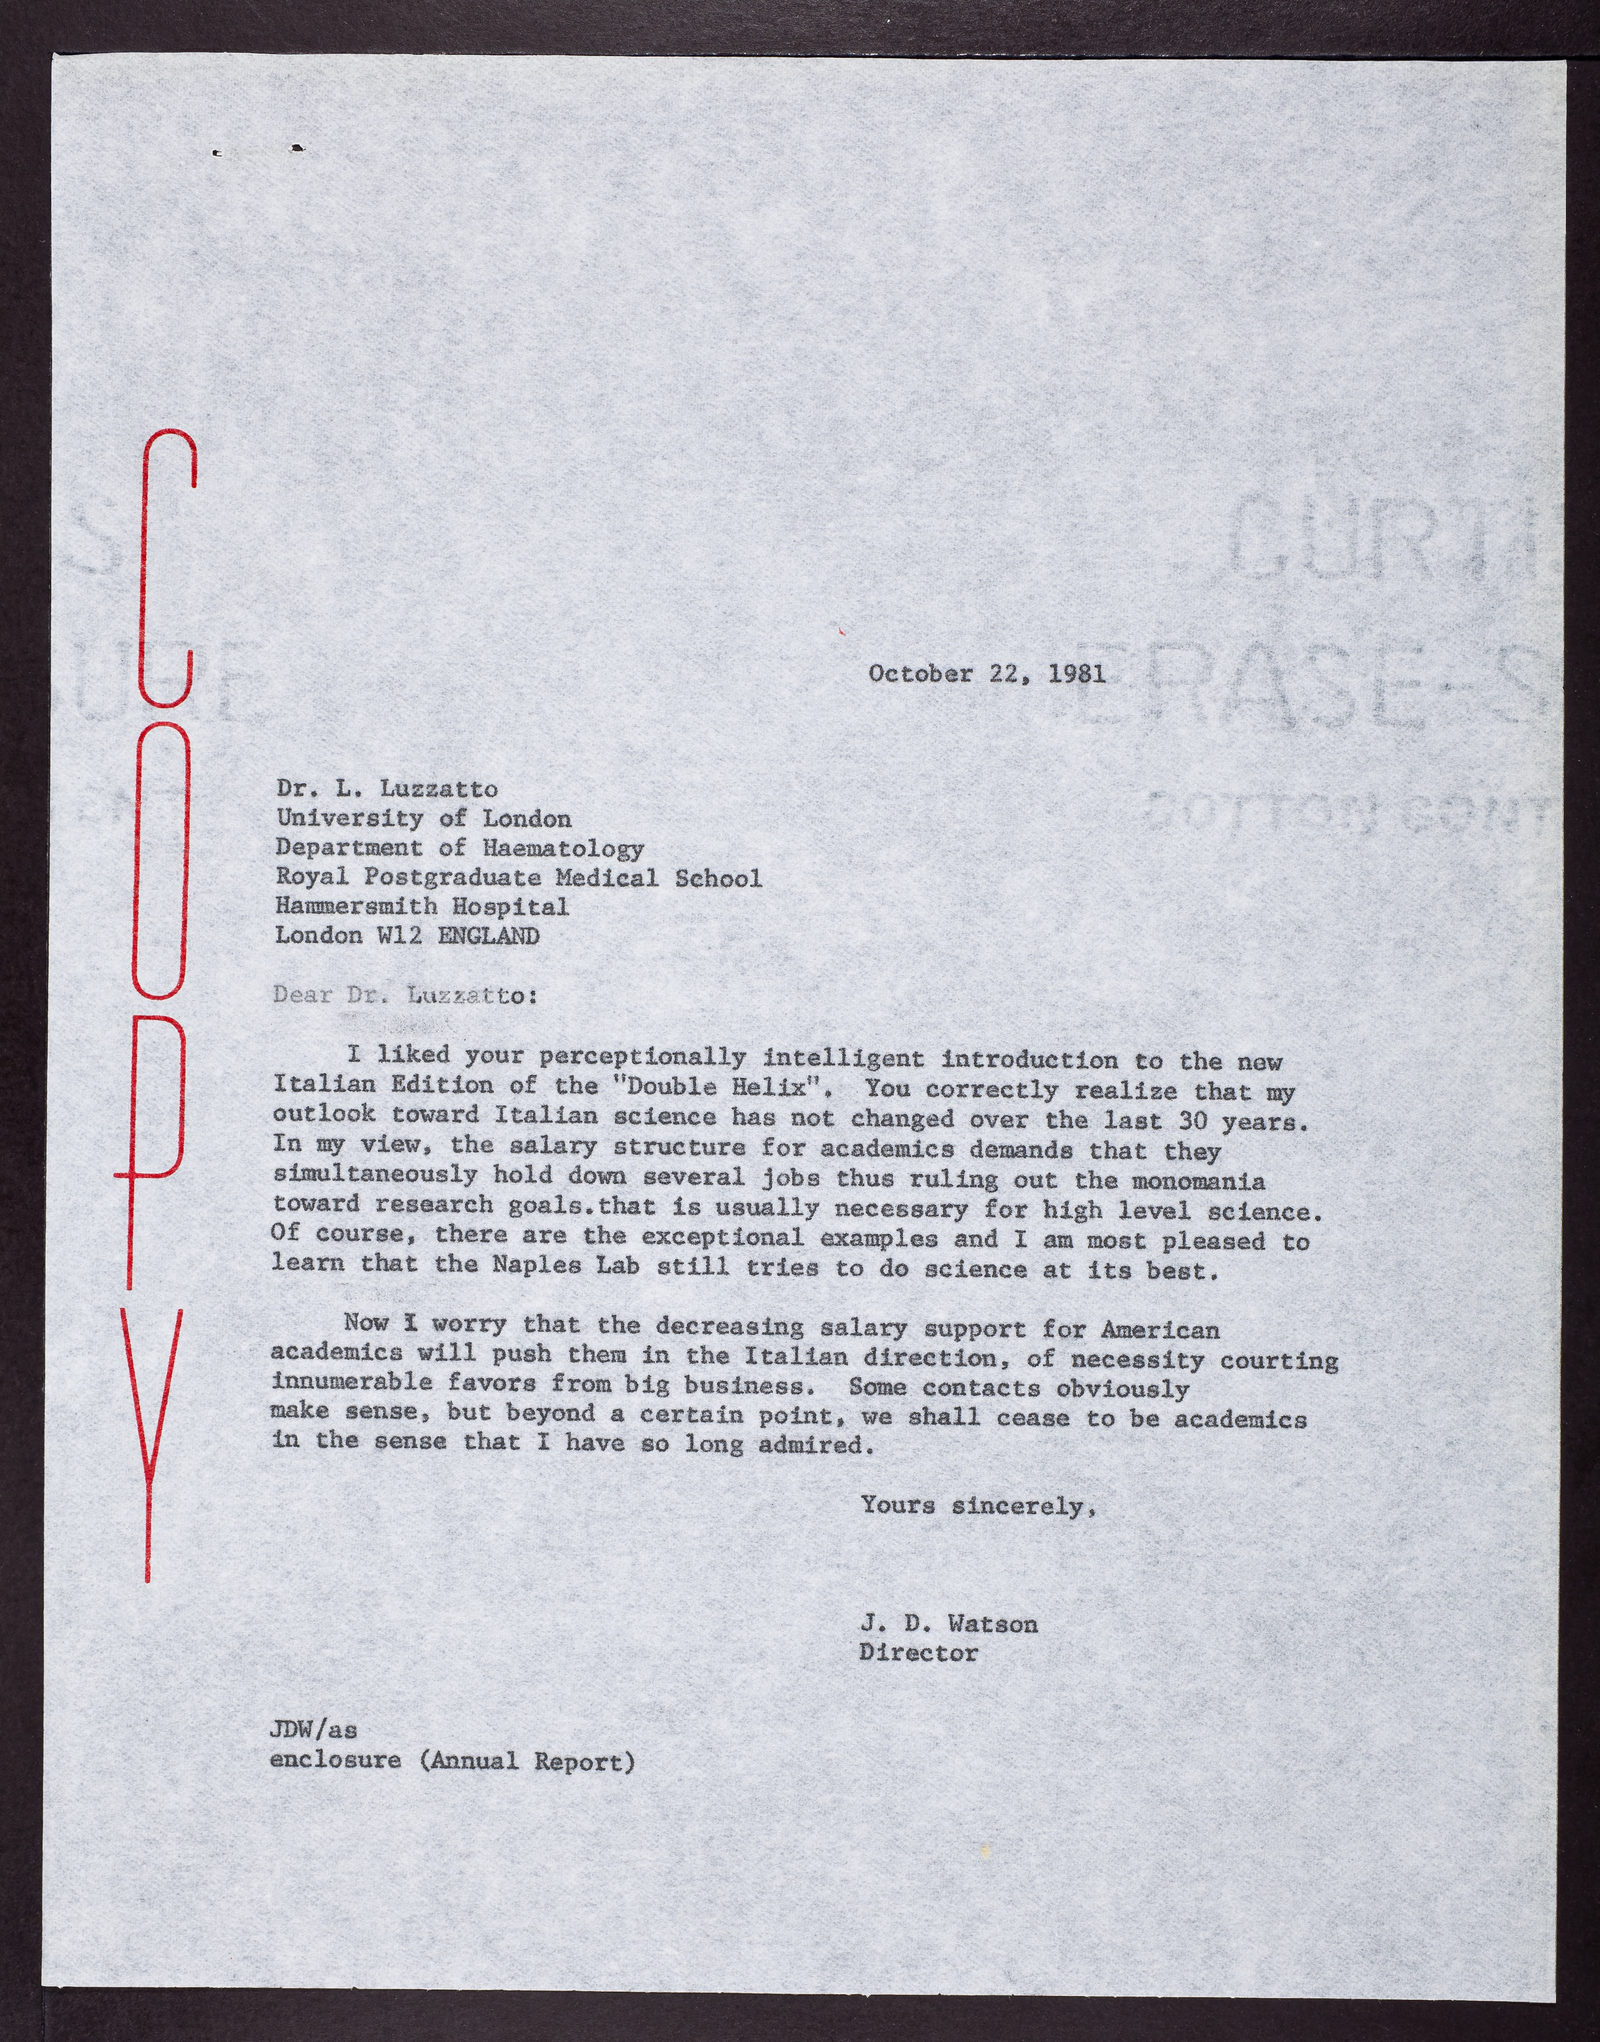 COPY
CURTI
S
ERASE-S
URE
COTTON CONT
October 22, 1981
Dr. L. Luzzatto
University of London
Department of Haematology
Royal Postgraduate Medical School
Hammersmith Hospital
London W12 ENGLAND
Dear Dr. Luzzatto:
I liked your perceptionally intelligent introduction to the new
Italian Edition of the "Double Helix". You correctly realize that my
outlook toward Italian science has not changed over the last 30 years.
In my view, the salary structure for academics demands that they
simultaneously hold down several jobs thus ruling out the monomania
toward research goals.that is usually necessary for high level science.
Of course, there are the exceptional examples and I am most pleased to
learn that the Naples Lab still tries to do science at its best.
Now I worry that the decreasing salary support for American
academics will push them in the Italian direction, of necessity courting
innumerable favors from big business. Some contacts obviously
make sense, but beyond a certain point, we shall cease to be academics
in the sense that I have so long admired.
Yours sincerely,
J. D. Watson
Director
JDW/as
enclosure (Annual Report)